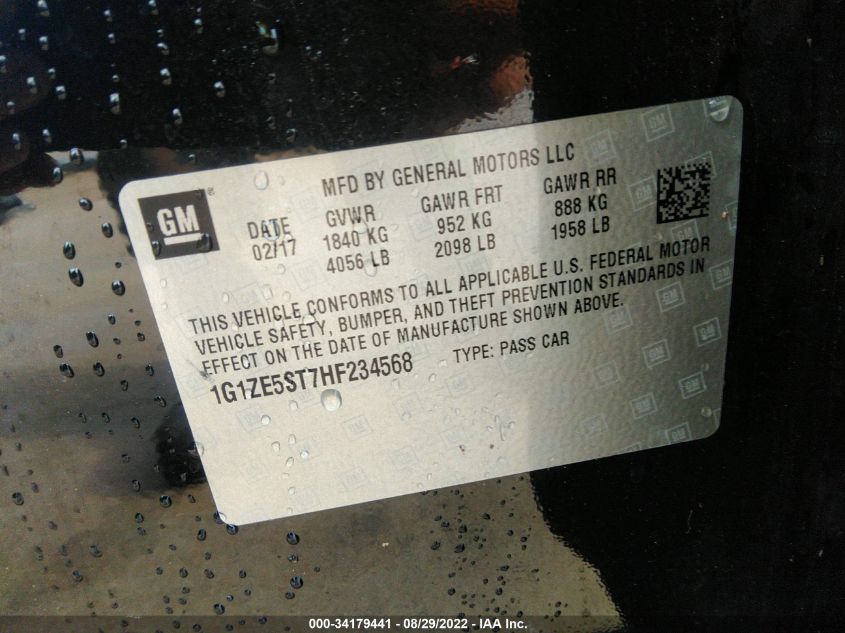 MFD BY GENERAL MOTORS LLC
GM®
DATE GVWR GAWR FRT GAWR RR
02/17 1840 KG 952 KG 888 KG
4056 LB 2098 LB 1958 LB
THIS VEHICLE CONFORMS TO ALL APPLICABLE U.S. FEDERAL MOTOR
VEHICLE SAFETY, BUMPER, AND THEFT PREVENTION STANDARDS IN
EFFECT ON THE DATE OF MANUFACTURE SHOWN ABOVE.
1G1ZE5ST7HF234568 TYPE: PASS CAR
000-34179441 - 08/29/2022 - IAA Inc.